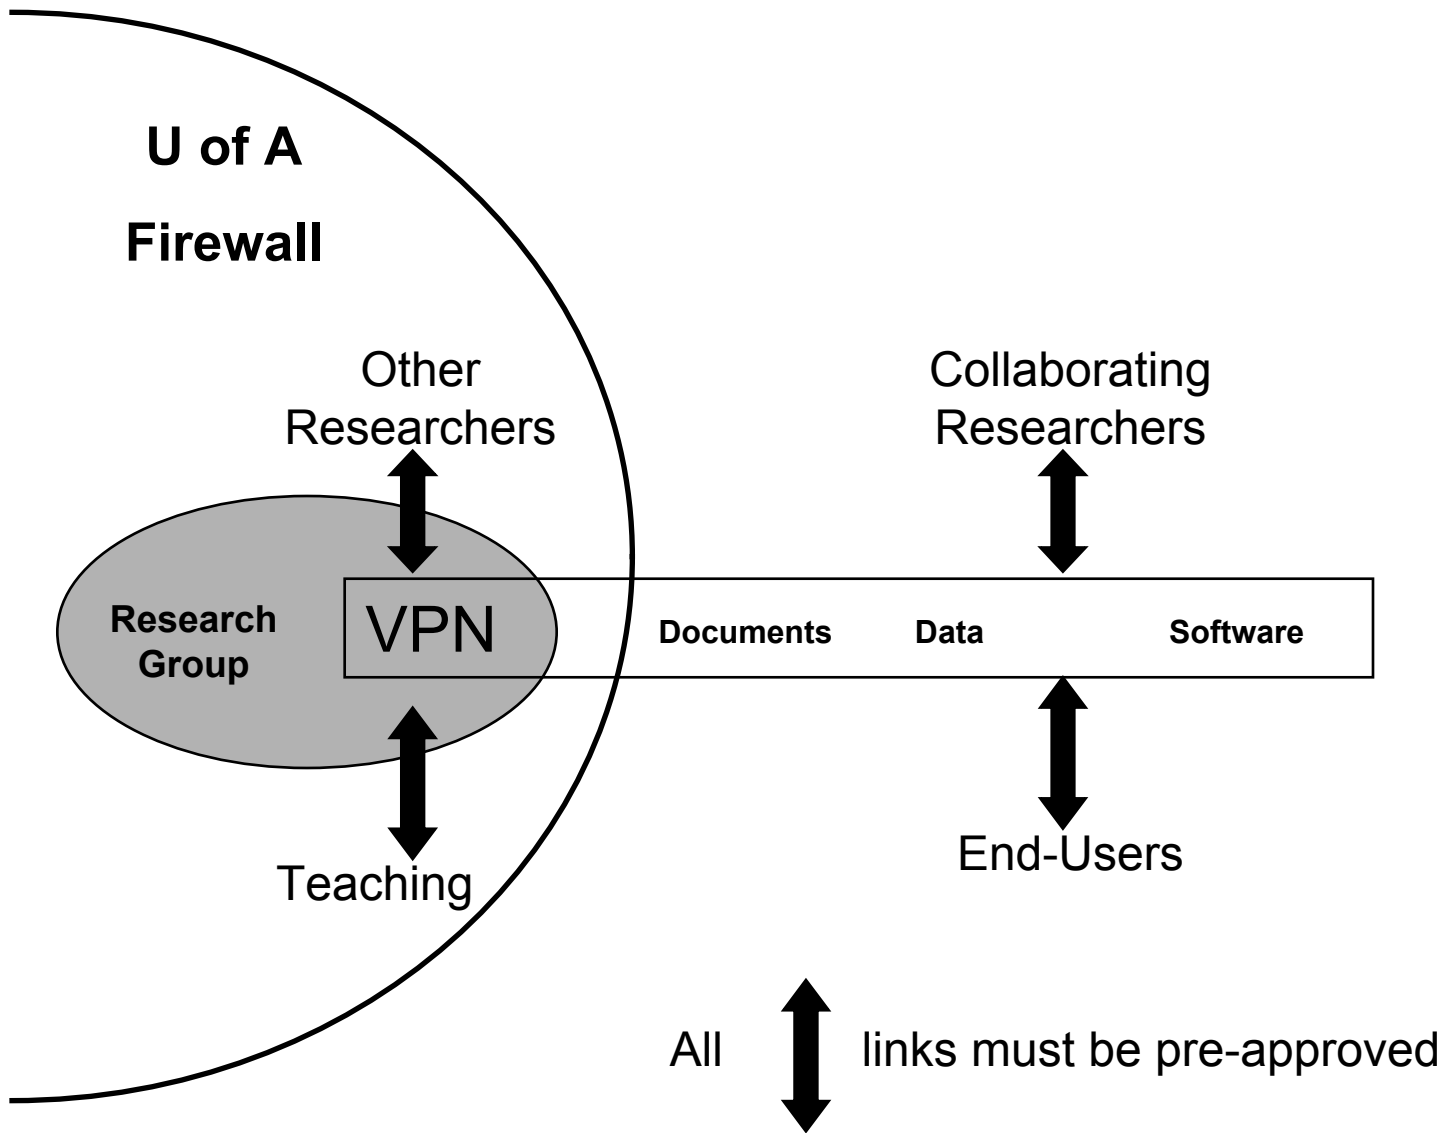 U of A
Firewall
Other
Researchers
Collaborating
Researchers
Research
Group
VPN
Documents
Data
Software
Teaching
End-Users
All
links must be pre-approved